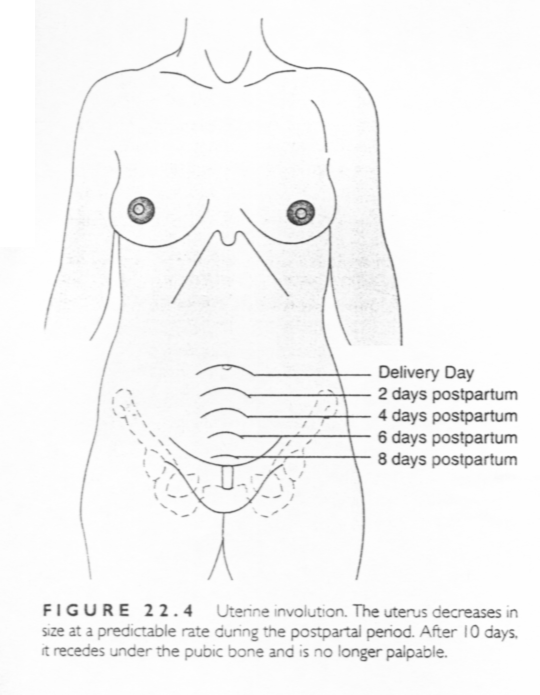 Delivery Day
2 days postpartum
4 days postpartum
6 days postpartum
8 days postpartum
FIGURE 22.4 Uterine involution. The uterus decreases in
size at a predictable rate during the postpartal period. After 10 days,
it recedes under the pubic bone and is no longer palpable.